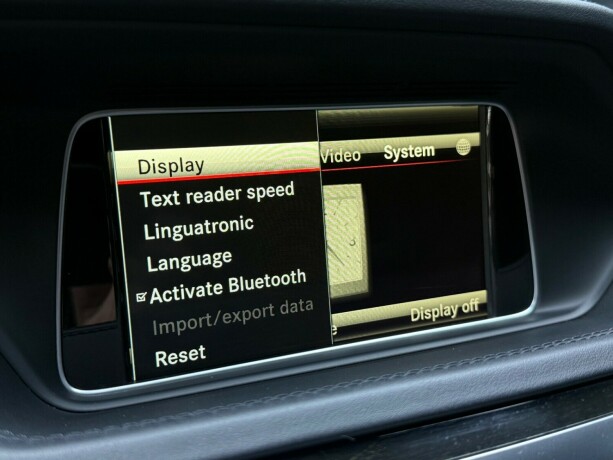 Video System
Display
Text reader speed
Linguatronic
Language
Activate Bluetooth
Import/export data
Reset
Display off